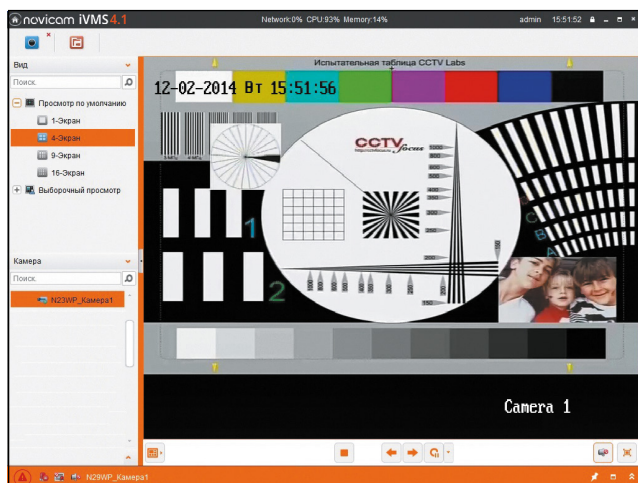 novicam iVMS4.1
Network:0% CPU:93% Memory:14%
admin 15:51:52
Вид
Поиск.
Просмотр по умолчанию
1-Экран
4-Экран
9-Экран
16-Экран
Выборочный просмотр
Камера
Поиск.
N23WP_Камера1
Испытательная таблица CCTV Labs
12-02-2014 Вт 15:51:56
CCTV focus
1
2
A
B
C
Camera 1
N29WP_Камера1